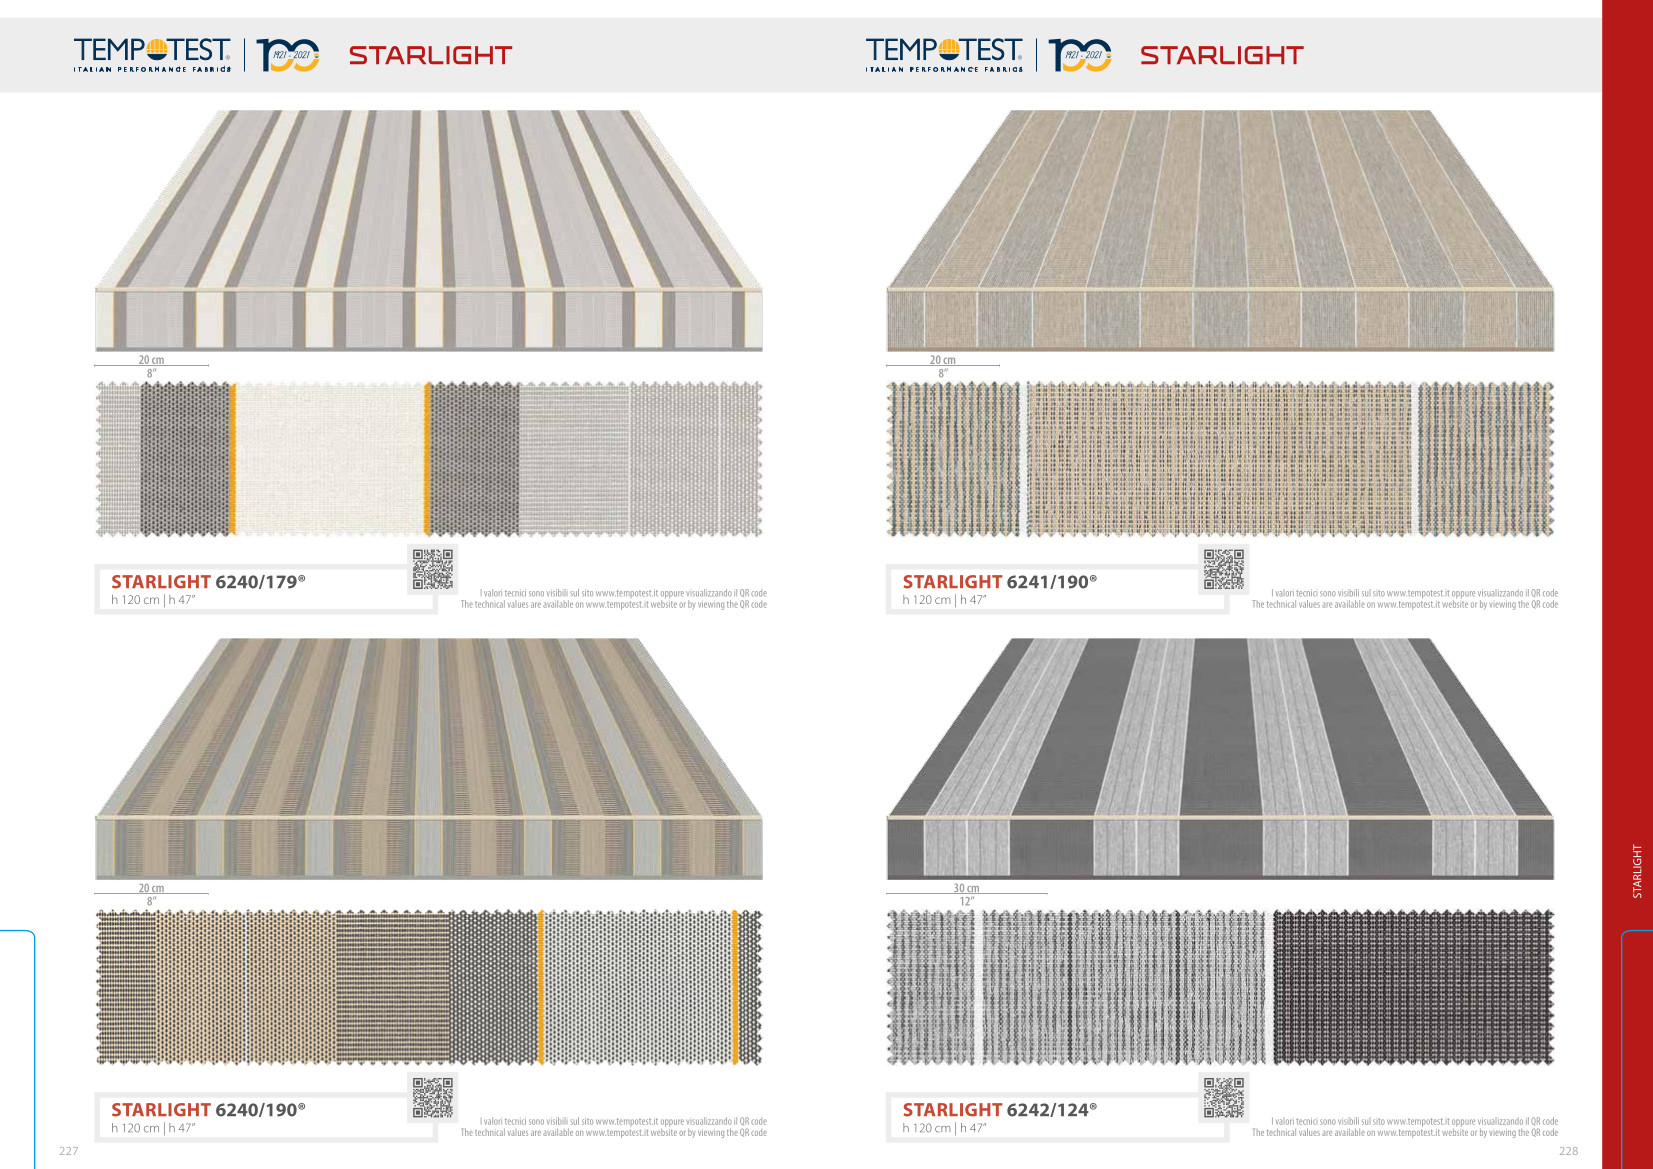 TEMPOTEST®
ITALIAN PERFORMANCE FABRICS
100
1921 - 2021
STARLIGHT
20 cm
8”
STARLIGHT 6240/179®
h 120 cm | h 47”
I valori tecnici sono visibili sul sito www.tempotest.it oppure visualizzando il QR code
The technical values are available on www.tempotest.it website or by viewing the QR code
20 cm
8”
STARLIGHT 6240/190®
h 120 cm | h 47”
I valori tecnici sono visibili sul sito www.tempotest.it oppure visualizzando il QR code
The technical values are available on www.tempotest.it website or by viewing the QR code
227
TEMPOTEST®
ITALIAN PERFORMANCE FABRICS
100
1921 - 2021
STARLIGHT
20 cm
8”
STARLIGHT 6241/190®
h 120 cm | h 47”
I valori tecnici sono visibili sul sito www.tempotest.it oppure visualizzando il QR code
The technical values are available on www.tempotest.it website or by viewing the QR code
30 cm
12”
STARLIGHT 6242/124®
h 120 cm | h 47”
I valori tecnici sono visibili sul sito www.tempotest.it oppure visualizzando il QR code
The technical values are available on www.tempotest.it website or by viewing the QR code
228
STARLIGHT